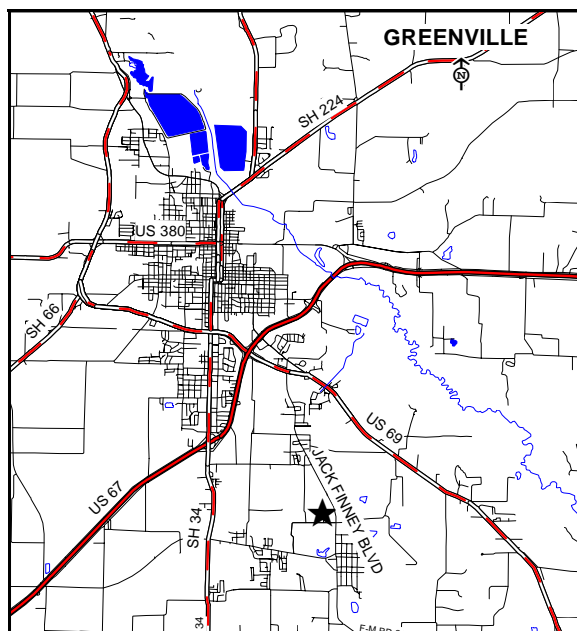 GREENVILLE
N
SH 224
US 380
SH 66
US 69
JACK FINNEY BLVD
US 67
SH 34
34